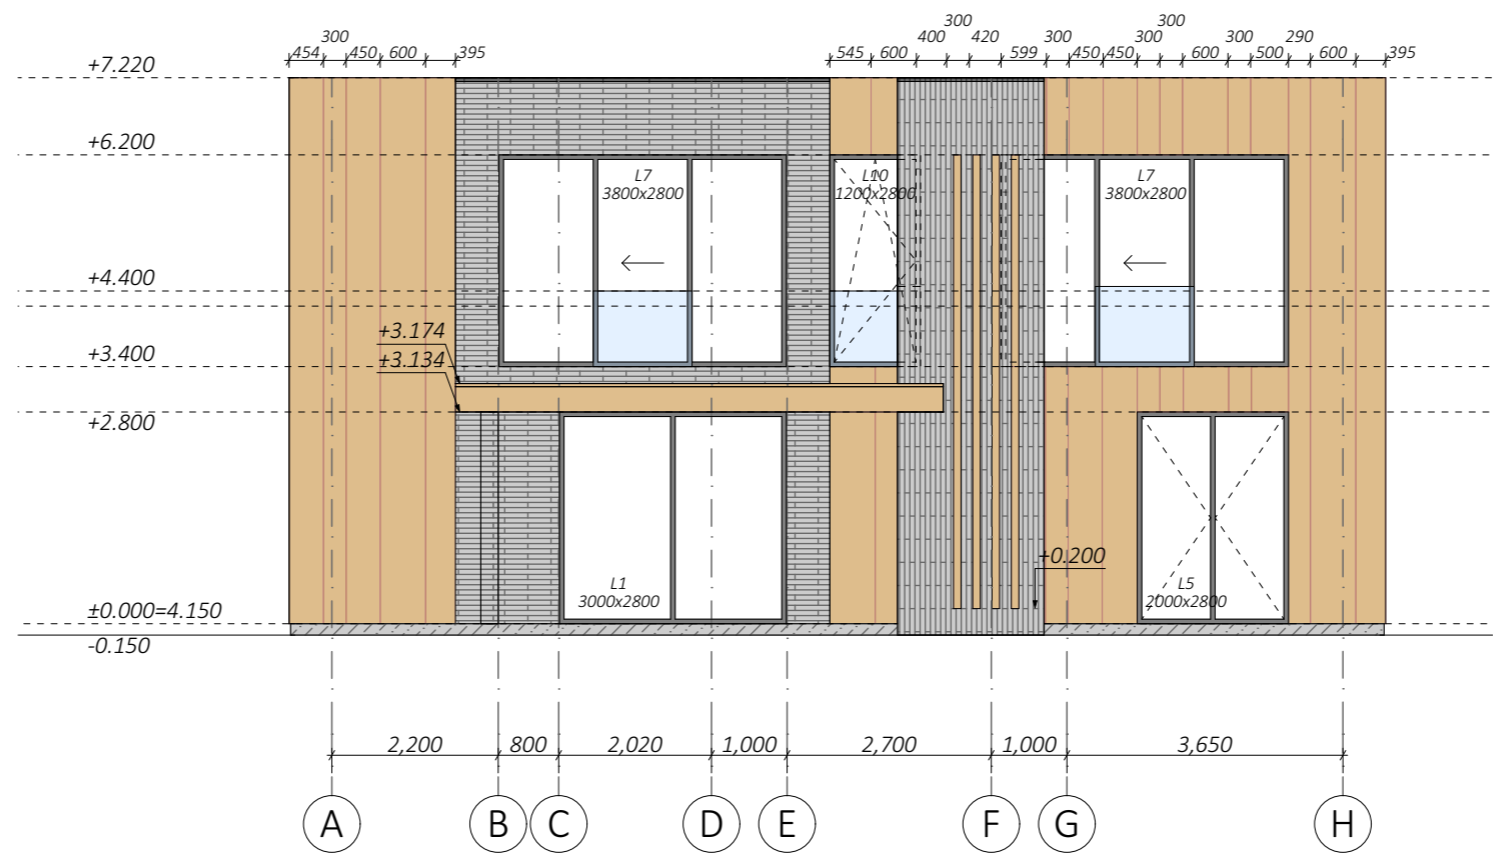 300
300
300
454 450 600 395
545 600 400 420 599 300 450 450 300 600 300 500 290 600 395
+7.220
+6.200
L7
3800x2800
L10
1200x2800
L7
3800x2800
+4.400
+3.174
+3.400
+3.134
+2.800
+0.200
L1
3000x2800
L5
2000x2800
±0.000=4.150
-0.150
2,200 800 2,020 1,000 2,700 1,000 3,650
A B C D E F G H